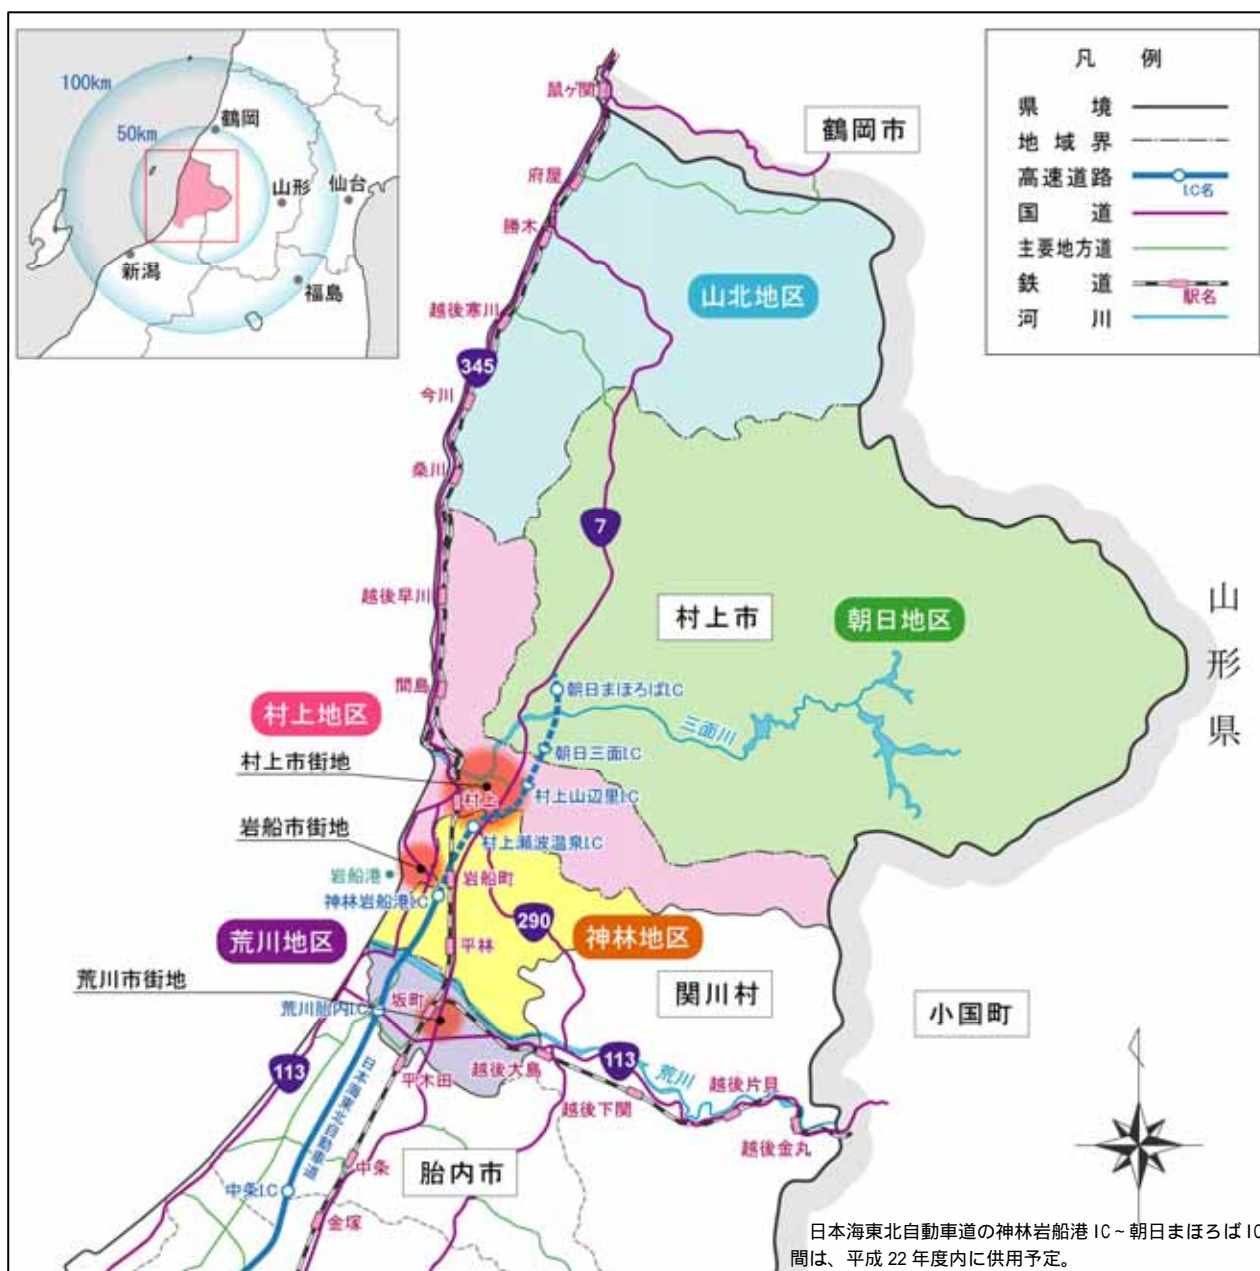 100km
50km
鶴岡
山形
仙台
新潟
福島
凡 例
県 境
地 域 界
高速道路
I.C名
国 道
主要地方道
鉄 道
駅名
河 川
鼠ヶ関
鶴岡市
府屋
勝木
山北地区
越後寒川
345
今川
桑川
7
越後早川
村上市
朝日地区
山形県
間島
朝日まほろばI.C
村上地区
三面川
朝日三面I.C
村上市街地
村上
村上山辺里I.C
岩船市街地
村上瀬波温泉I.C
岩船港
岩船町
神林岩船港I.C
290
荒川地区
神林地区
平林
荒川市街地
関川村
坂町
荒川胎内I.C
小国町
113
日本海東北自動車道
平木田
越後大島
113
荒川
越後片貝
越後下関
越後金丸
中条
胎内市
中条I.C
金塚
日本海東北自動車道の神林岩船港IC~朝日まほろばIC
間は、平成22年度内に供用予定。